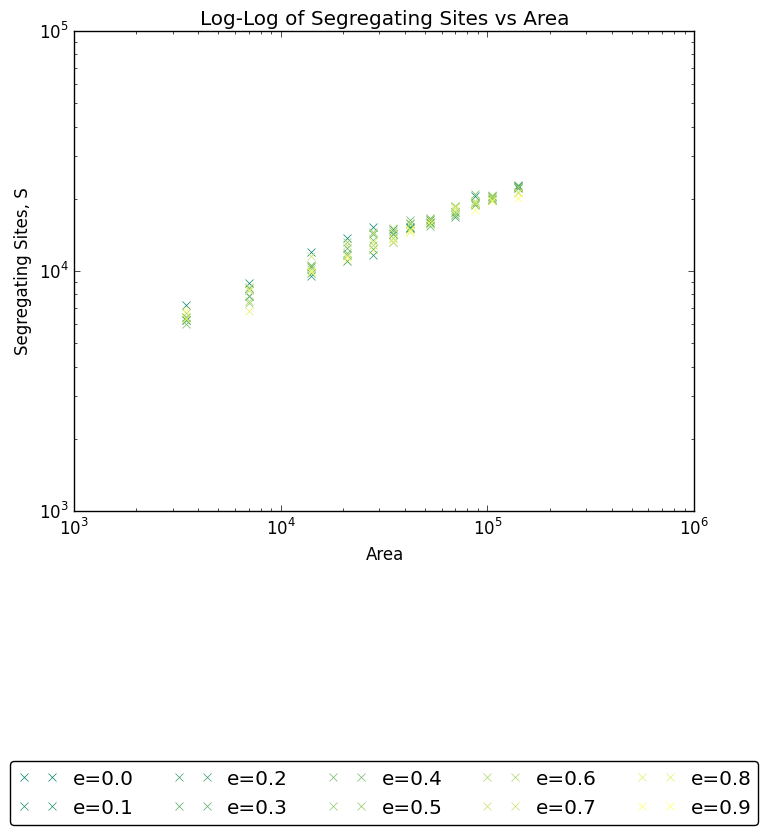 Log-Log of Segregating Sites vs Area
10^5
10^4
10^3
Segregating Sites, S
10^3 10^4 10^5 10^6
Area
e=0.0 e=0.2 e=0.4 e=0.6 e=0.8
e=0.1 e=0.3 e=0.5 e=0.7 e=0.9